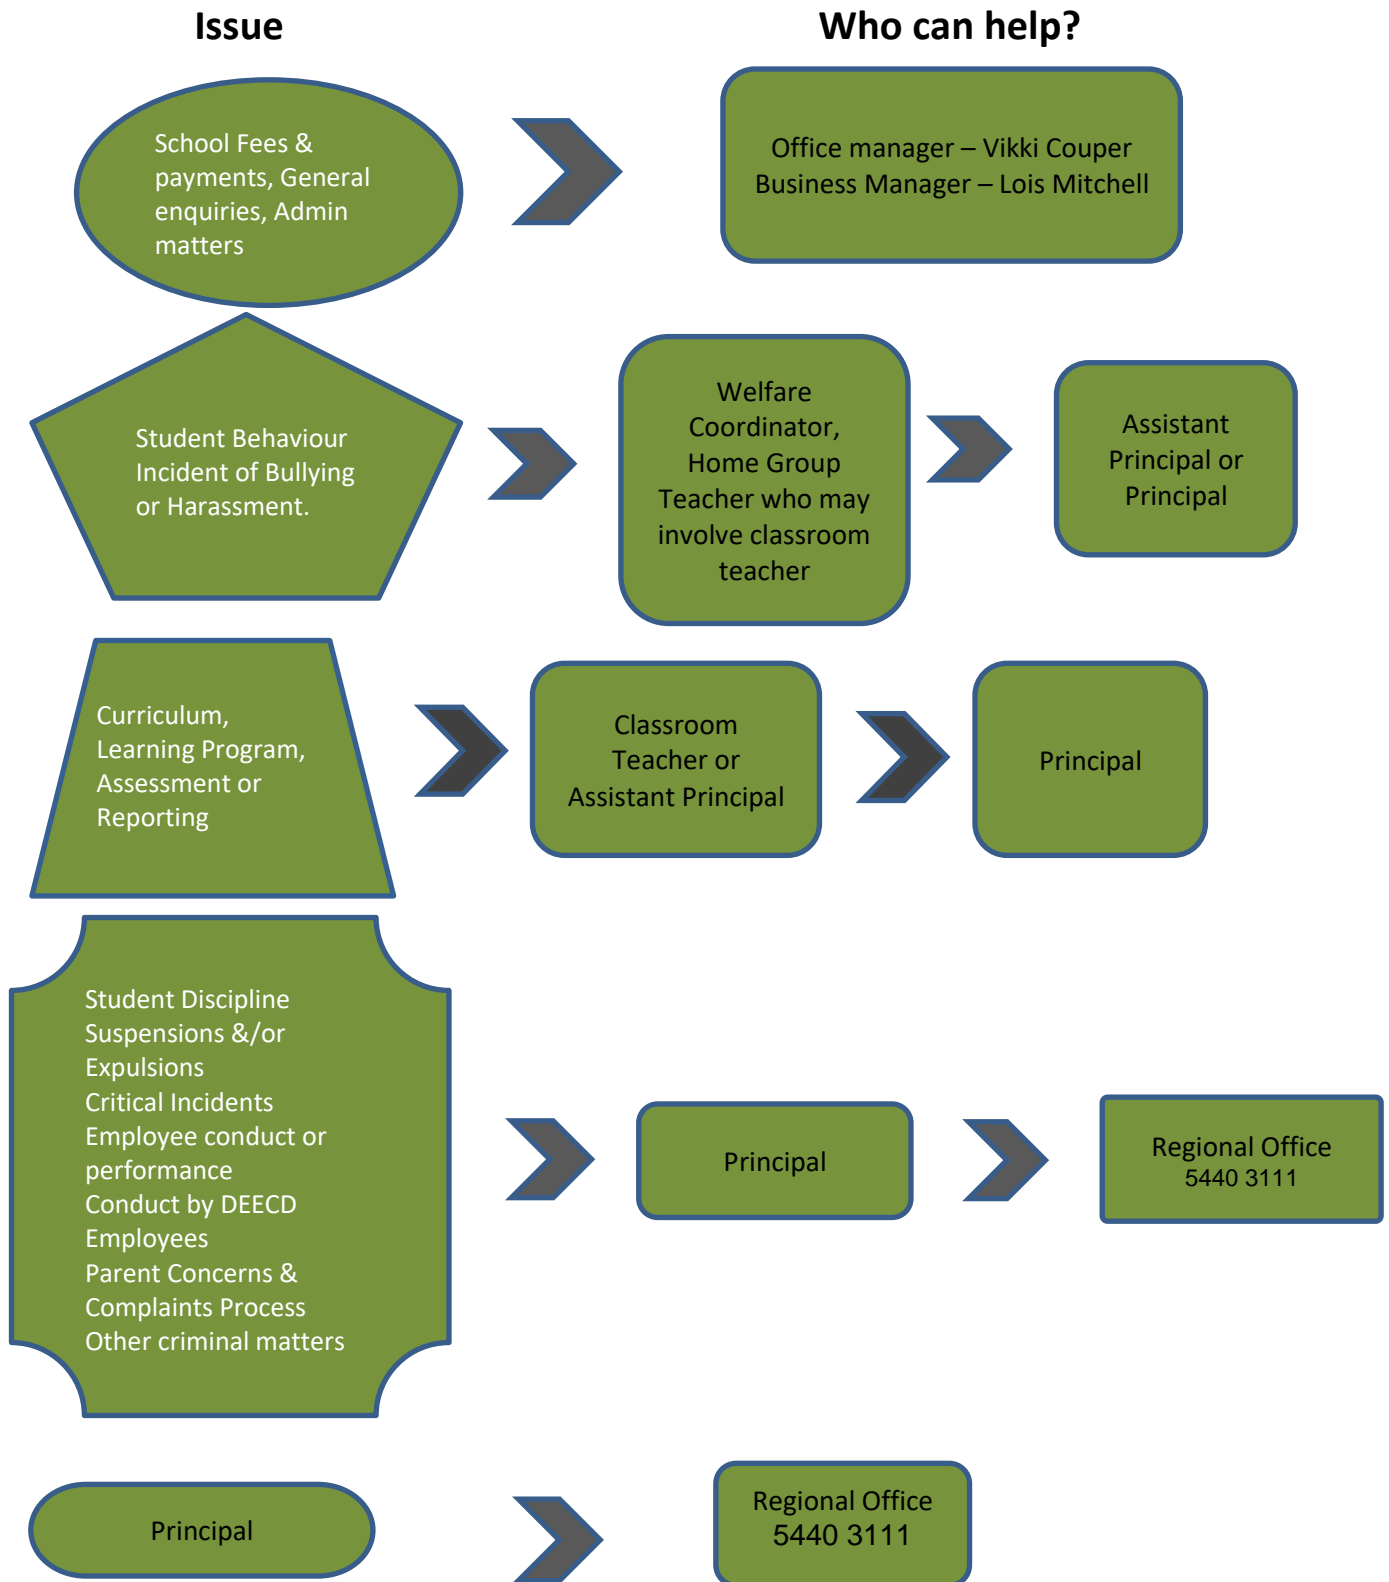 Issue
Who can help?
School Fees &
payments, General
enquiries, Admin
matters
Office manager – Vikki Couper
Business Manager – Lois Mitchell
Student Behaviour
Incident of Bullying
or Harassment.
Welfare
Coordinator,
Home Group
Teacher who may
involve classroom
teacher
Assistant
Principal or
Principal
Curriculum,
Learning Program,
Assessment or
Reporting
Classroom
Teacher or
Assistant Principal
Principal
Student Discipline
Suspensions &/or
Expulsions
Critical Incidents
Employee conduct or
performance
Conduct by DEECD
Employees
Parent Concerns &
Complaints Process
Other criminal matters
Principal
Regional Office
5440 3111
Principal
Regional Office
5440 3111